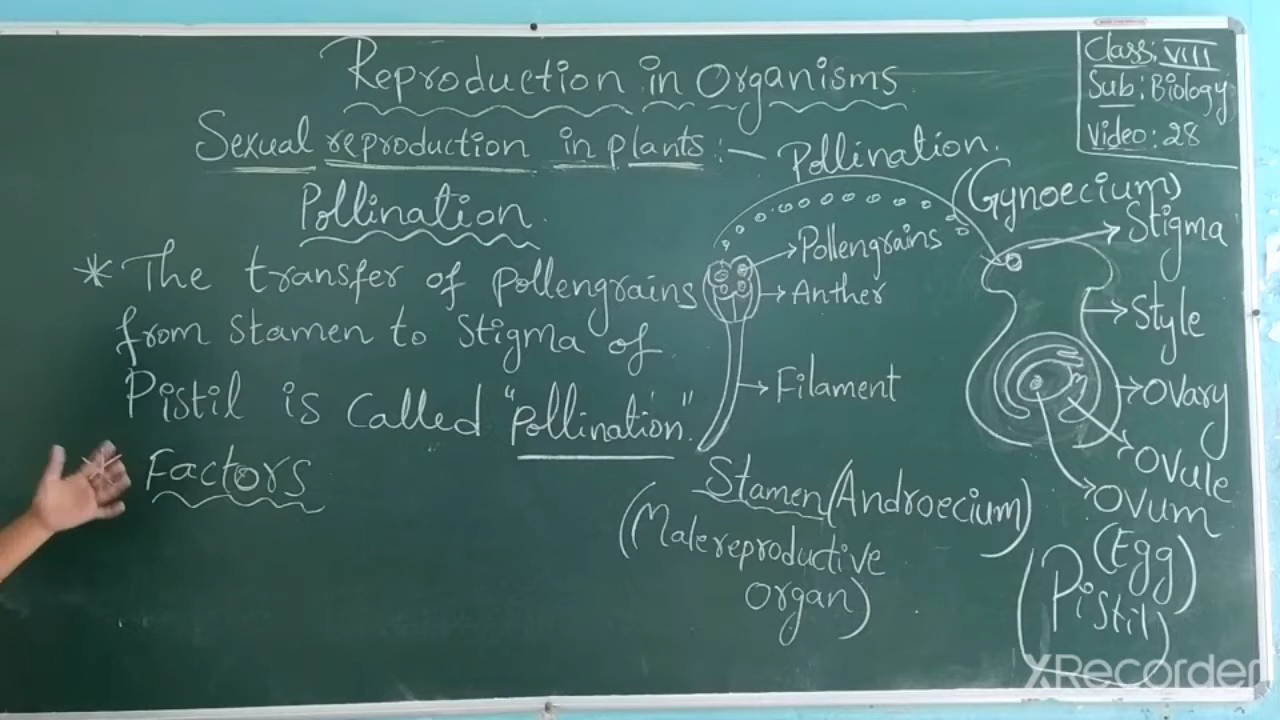 Reproduction in Organisms
Class: VIII
Sub: Biology
Video: 28
Sexual reproduction in plants:- Pollination.
Pollination.
* The transfer of pollengrains
from stamen to stigma of
Pistil is called "pollination."
* Factors
Pollengrains
Anther
Filament
Stamen (Androecium)
(Male reproductive
organ)
(Gynoecium)
Stigma
Style
Ovary
Ovule
Ovum
(Egg)
(Pistil)
XRecorder